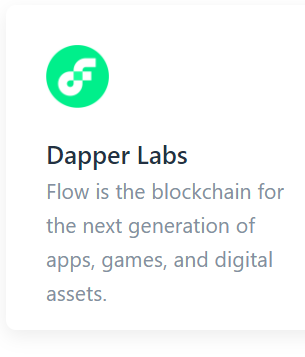 Dapper Labs
Flow is the blockchain for
the next generation of
apps, games, and digital
assets.